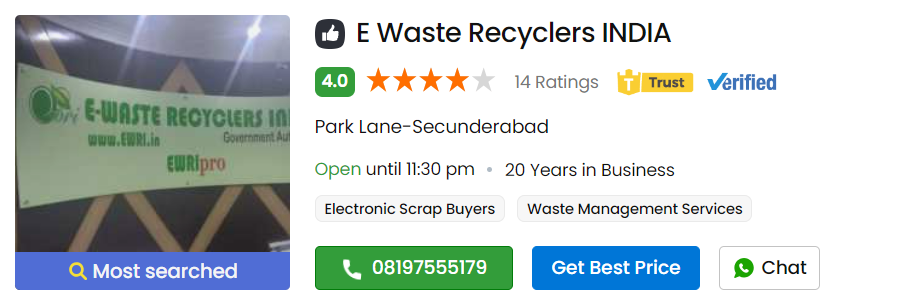 E Waste Recyclers INDIA
4.0 14 Ratings Trust Verified
Park Lane-Secunderabad
Open until 11:30 pm • 20 Years in Business
Electronic Scrap Buyers Waste Management Services
08197555179 Get Best Price Chat
E-WASTE RECYCLERS IN
www.EWRI.in
Government Aut
EWRIpro
Most searched